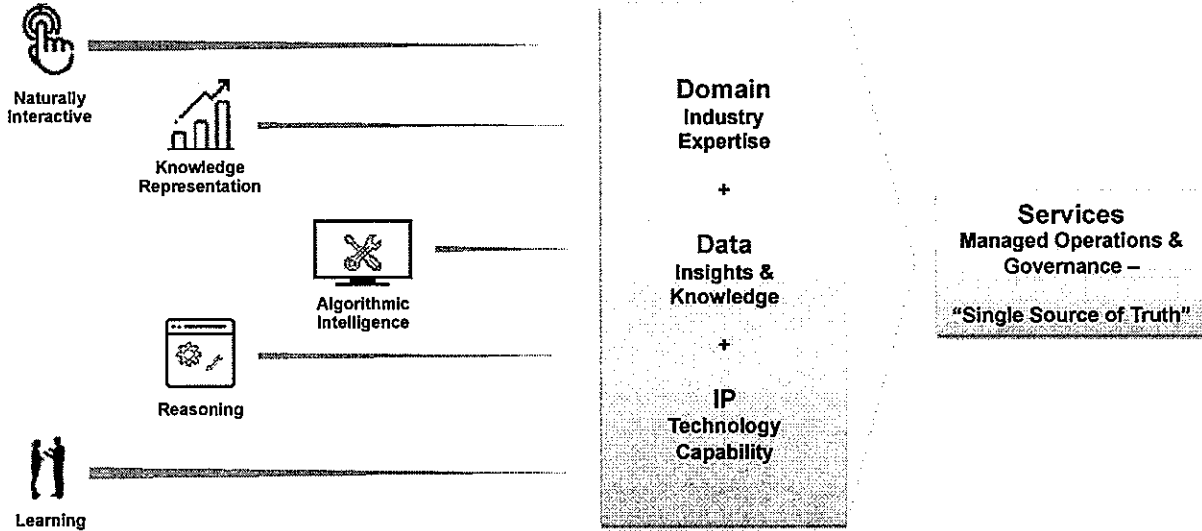 Naturally
Interactive
Knowledge
Representation
Algorithmic
Intelligence
Reasoning
Learning
Domain
Industry
Expertise
+
Data
Insights &
Knowledge
+
IP
Technology
Capability
Services
Managed Operations &
Governance –
“Single Source of Truth”